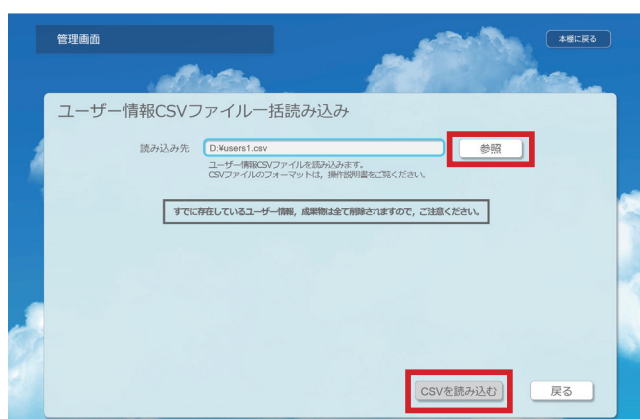 管理画面
本棚に戻る
ユーザー情報CSVファイル一括読み込み
読み込み先
D:¥users1.csv
参照
ユーザー情報CSVファイルを読み込みます。
CSVファイルのフォーマットは，操作説明書をご覧ください。
すでに存在しているユーザー情報，成果物は全て削除されますので，ご注意ください。
CSVを読み込む
戻る